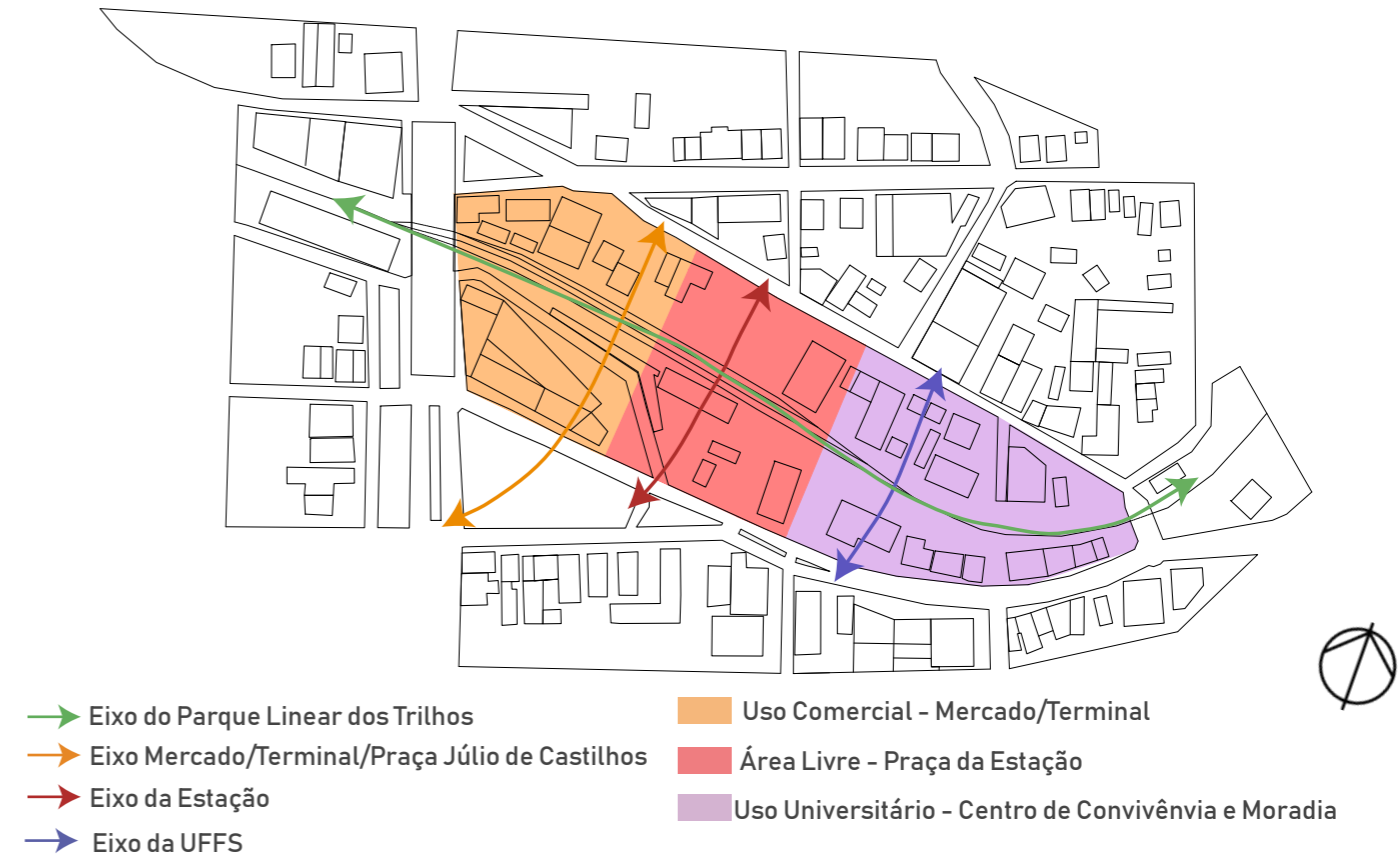 Eixo do Parque Linear dos Trilhos
Eixo Mercado/Terminal/Praça Júlio de Castilhos
Eixo da Estação
Eixo da UFFS
Uso Comercial - Mercado/Terminal
Área Livre - Praça da Estação
Uso Universitário - Centro de Convivênvia e Moradia